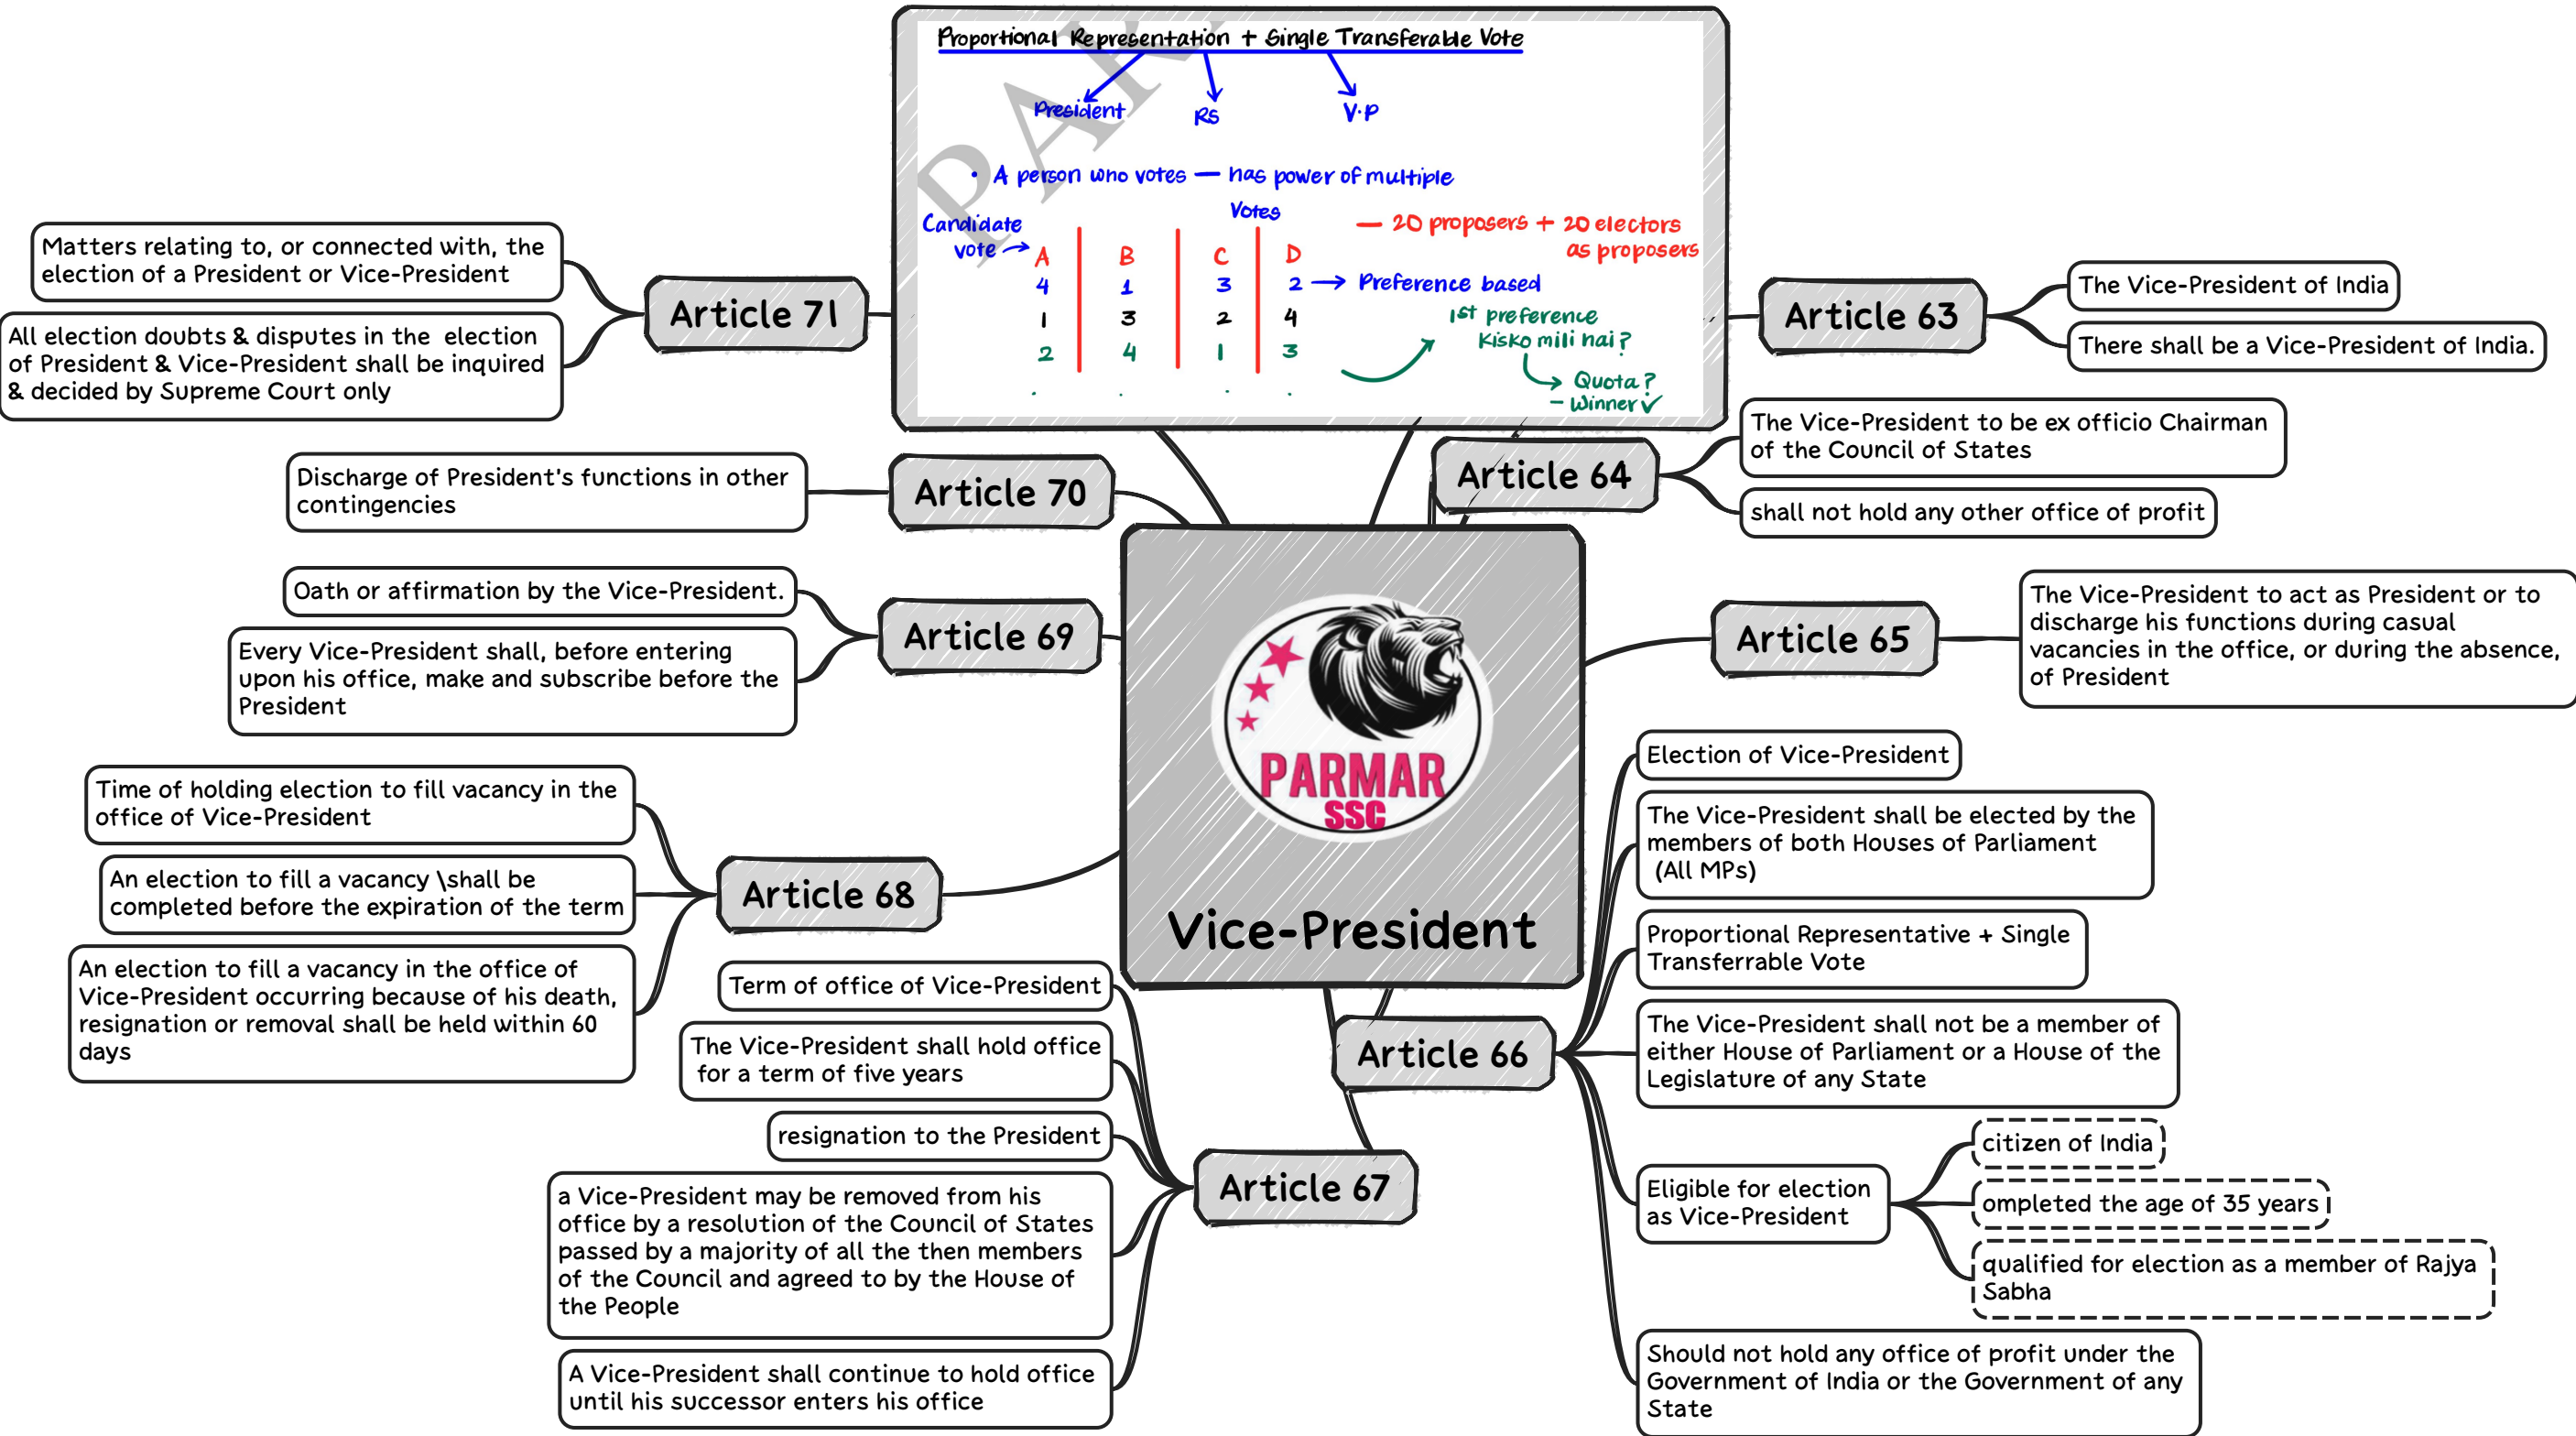 Proportional Representation + Single Transferable Vote
President
RS
V.P
• A person who votes — has power of multiple
Votes
Candidate
vote →
— 20 proposers + 20 electors
as proposers
A B C D
4 1 3 2 → Preference based
1 3 2 4
2 4 1 3
. . . .
1st preference
Kisko mili hai?
Quota?
- Winner ✓
PAR
Article 71
Matters relating to, or connected with, the
election of a President or Vice-President
All election doubts & disputes in the election
of President & Vice-President shall be inquired
& decided by Supreme Court only
Article 63
The Vice-President of India
There shall be a Vice-President of India.
Article 70
Discharge of President's functions in other
contingencies
Article 64
The Vice-President to be ex officio Chairman
of the Council of States
shall not hold any other office of profit
Article 69
Oath or affirmation by the Vice-President.
Every Vice-President shall, before entering
upon his office, make and subscribe before the
President
Article 65
The Vice-President to act as President or to
discharge his functions during casual
vacancies in the office, or during the absence,
of President
PARMAR
SSC
Vice-President
Article 68
Time of holding election to fill vacancy in the
office of Vice-President
An election to fill a vacancy \shall be
completed before the expiration of the term
An election to fill a vacancy in the office of
Vice-President occurring because of his death,
resignation or removal shall be held within 60
days
Article 66
Election of Vice-President
The Vice-President shall be elected by the
members of both Houses of Parliament
(All MPs)
Proportional Representative + Single
Transferrable Vote
The Vice-President shall not be a member of
either House of Parliament or a House of the
Legislature of any State
Eligible for election
as Vice-President
citizen of India
ompleted the age of 35 years
qualified for election as a member of Rajya
Sabha
Should not hold any office of profit under the
Government of India or the Government of any
State
Article 67
Term of office of Vice-President
The Vice-President shall hold office
for a term of five years
resignation to the President
a Vice-President may be removed from his
office by a resolution of the Council of States
passed by a majority of all the then members
of the Council and agreed to by the House of
the People
A Vice-President shall continue to hold office
until his successor enters his office